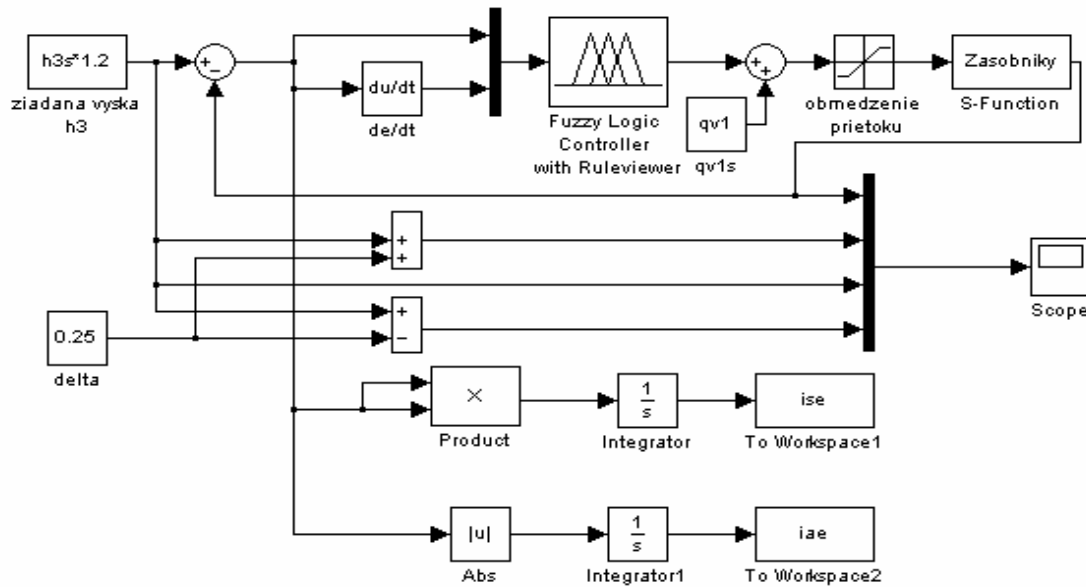 h3s*1.2
ziadana vyska
h3
+
−
du/dt
de/dt
Fuzzy Logic
Controller
with Ruleviewer
+
+
qv1
qv1s
obmedzenie
prietoku
Zasobniky
S-Function
+
+
+
−
0.25
delta
Scope
×
Product
1
s
Integrator
ise
To Workspace1
|u|
Abs
1
s
Integrator1
iae
To Workspace2